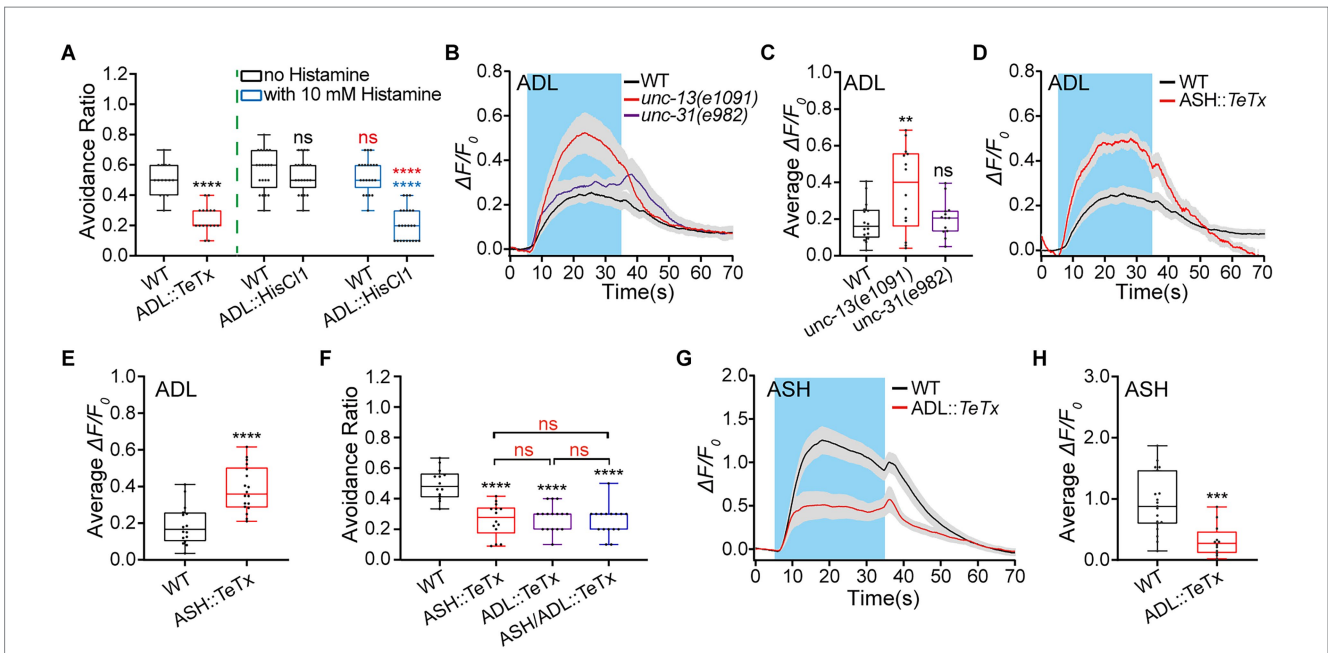 A
Avoidance Ratio
1.2
1.0
0.8
0.6
0.4
0.2
0.0
no Histamine
with 10 mM Histamine
****
ns
ns
****
****
WT
ADL::TeTx
WT
ADL::HisCl1
WT
ADL::HisCl1
B
ADL
WT
unc-13(e1091)
unc-31(e982)
ΔF/F0
0.8
0.6
0.4
0.2
0.0
0 10 20 30 40 50 60 70
Time(s)
C
ADL
Average ΔF/F0
1.0
0.8
0.6
0.4
0.2
0.0
**
ns
WT
unc-13(e1091)
unc-31(e982)
D
ADL
WT
ASH::TeTx
ΔF/F0
0.8
0.6
0.4
0.2
0.0
0 10 20 30 40 50 60 70
Time(s)
E
ADL
Average ΔF/F0
1.0
0.8
0.6
0.4
0.2
0.0
****
WT
ASH::TeTx
F
Avoidance Ratio
1.2
1.0
0.8
0.6
0.4
0.2
0.0
ns
ns
ns
****
****
****
WT
ASH::TeTx
ADL::TeTx
ASH/ADL::TeTx
G
ASH
WT
ADL::TeTx
ΔF/F0
2.0
1.5
1.0
0.5
0.0
0 10 20 30 40 50 60 70
Time(s)
H
ASH
Average ΔF/F0
3.0
2.0
1.0
0.0
***
WT
ADL::TeTx